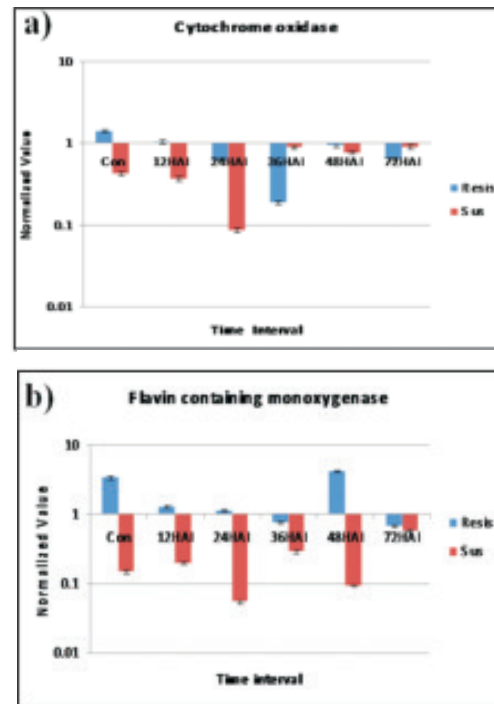 a)
Cytochrome oxidase
10
1
0.1
0.01
Normalized Value
Con 12HAI 24HAI 36HAI 48HAI 72HAI
Resis
Sus
Time Interval
b)
Flavin containing monoxygenase
10
1
0.1
0.01
Normalized Value
Con 12HAI 24HAI 36HAI 48HAI 72HAI
Resis
Sus
Time interval